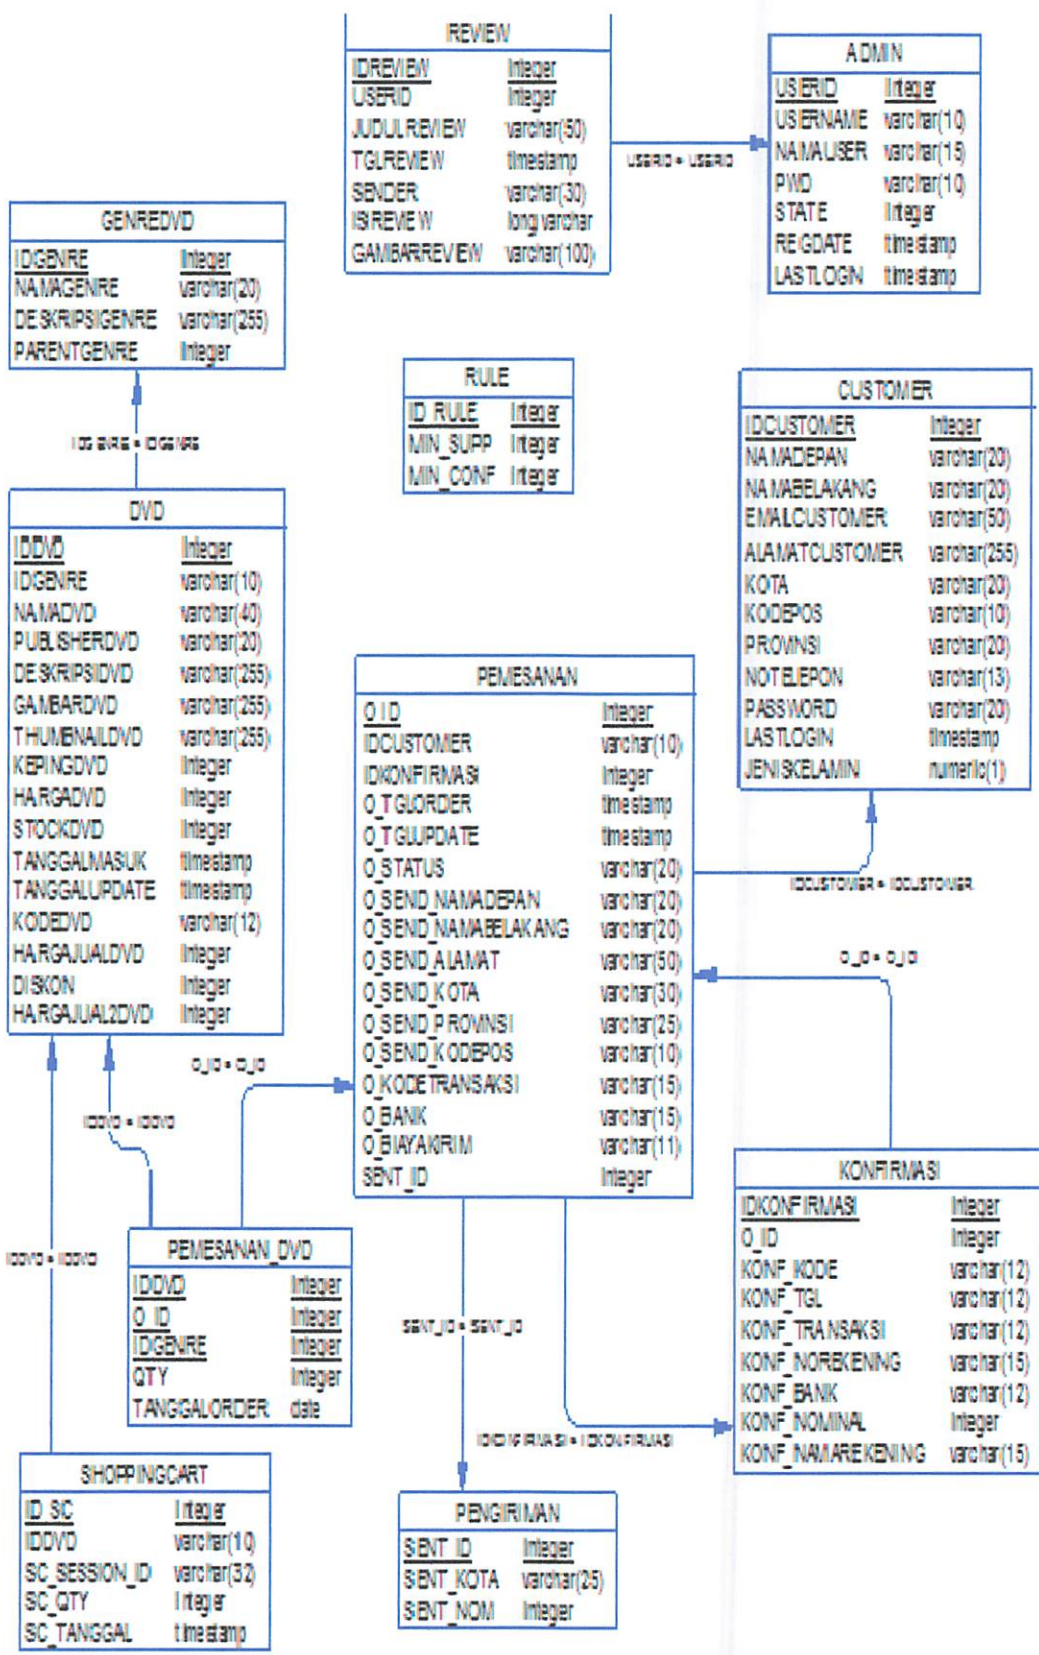 REVIEW
IDREVIEW Integer
USERID Integer
JUDULREVIEW varchar(50)
TGLREVIEW timestamp
SENDER varchar(30)
ISIREVIEW long varchar
GAMBARREVIEW varchar(100)
USERID = USERID
ADMIN
USERID Integer
USERNAME varchar(10)
NAMAUSER varchar(15)
PWD varchar(10)
STATE Integer
REGDATE timestamp
LASTLOGIN timestamp
GENREDVD
IDGENRE Integer
NAMAGENRE varchar(20)
DESKRIPSIGENRE varchar(255)
PARENTGENRE Integer
IDGENRE = IDGENRE
RULE
ID_RULE Integer
MIN_SUPP Integer
MIN_CONF Integer
CUSTOMER
IDCUSTOMER Integer
NAMADEPAN varchar(20)
NAMABELAKANG varchar(20)
EMAILCUSTOMER varchar(50)
ALAMATCUSTOMER varchar(255)
KOTA varchar(20)
KODEPOS varchar(10)
PROVINSI varchar(20)
NOTELEPON varchar(13)
PASSWORD varchar(20)
LASTLOGIN timestamp
JENISKELAMIN numeric(1)
IDCUSTOMER = IDCUSTOMER
DVD
IDDVD Integer
IDGENRE varchar(10)
NAMADVD varchar(40)
PUBLISHERDVD varchar(20)
DESKRIPSIDVD varchar(255)
GAMBARDVD varchar(255)
THUMBNAILDVD varchar(255)
KEPINGDVD Integer
HARGADVD Integer
STOCKDVD Integer
TANGGALMASUK timestamp
TANGGALUPDATE timestamp
KODEDVD varchar(12)
HARGAJUALDVD Integer
DISKON Integer
HARGAJUAL2DVD Integer
PEMESANAN
O_ID Integer
IDCUSTOMER varchar(10)
IDKONFIRMASI Integer
O_TGLORDER timestamp
O_TGLUPDATE timestamp
O_STATUS varchar(20)
O_SEND_NAMADEPAN varchar(20)
O_SEND_NAMABELAKANG varchar(20)
O_SEND_ALAMAT varchar(50)
O_SEND_KOTA varchar(30)
O_SEND_PROVINSI varchar(25)
O_SEND_KODEPOS varchar(10)
O_KODETRANSAKSI varchar(15)
O_BANK varchar(15)
O_BIAYAKIRIM varchar(11)
SENT_ID Integer
O_ID = O_ID
O_ID = O_ID
IDDVD = IDDVD
IDDVD = IDDVD
PEMESANAN_DVD
IDDVD Integer
O_ID Integer
IDGENRE Integer
QTY Integer
TANGGALORDER date
SENT_ID = SENT_ID
IDKONFIRMASI = IDKONFIRMASI
KONFIRMASI
IDKONFIRMASI Integer
O_ID Integer
KONF_KODE varchar(12)
KONF_TGL varchar(12)
KONF_TRANSAKSI varchar(12)
KONF_NOREKENING varchar(15)
KONF_BANK varchar(12)
KONF_NOMINAL Integer
KONF_NAMAREKENING varchar(15)
SHOPPINGCART
ID_SC Integer
IDDVD varchar(10)
SC_SESSION_ID varchar(32)
SC_QTY Integer
SC_TANGGAL timestamp
PENGIRIMAN
SENT_ID Integer
SENT_KOTA varchar(25)
SENT_NOM Integer